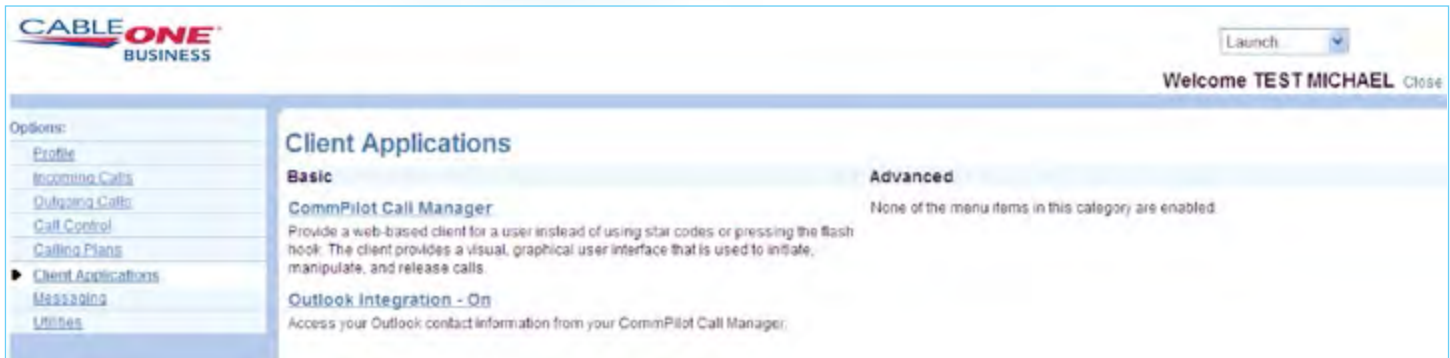 CABLE ONE
BUSINESS
Launch
Welcome TEST MICHAEL Close
Options:
Profile
Incoming Calls
Outgoing Calls
Call Control
Calling Plans
Client Applications
Messaging
Utilities
Client Applications
Basic
CommPilot Call Manager
Provide a web-based client for a user instead of using star codes or pressing the flash
hook. The client provides a visual, graphical user interface that is used to initiate,
manipulate, and release calls.
Outlook Integration - On
Access your Outlook contact information from your CommPilot Call Manager.
Advanced
None of the menu items in this category are enabled